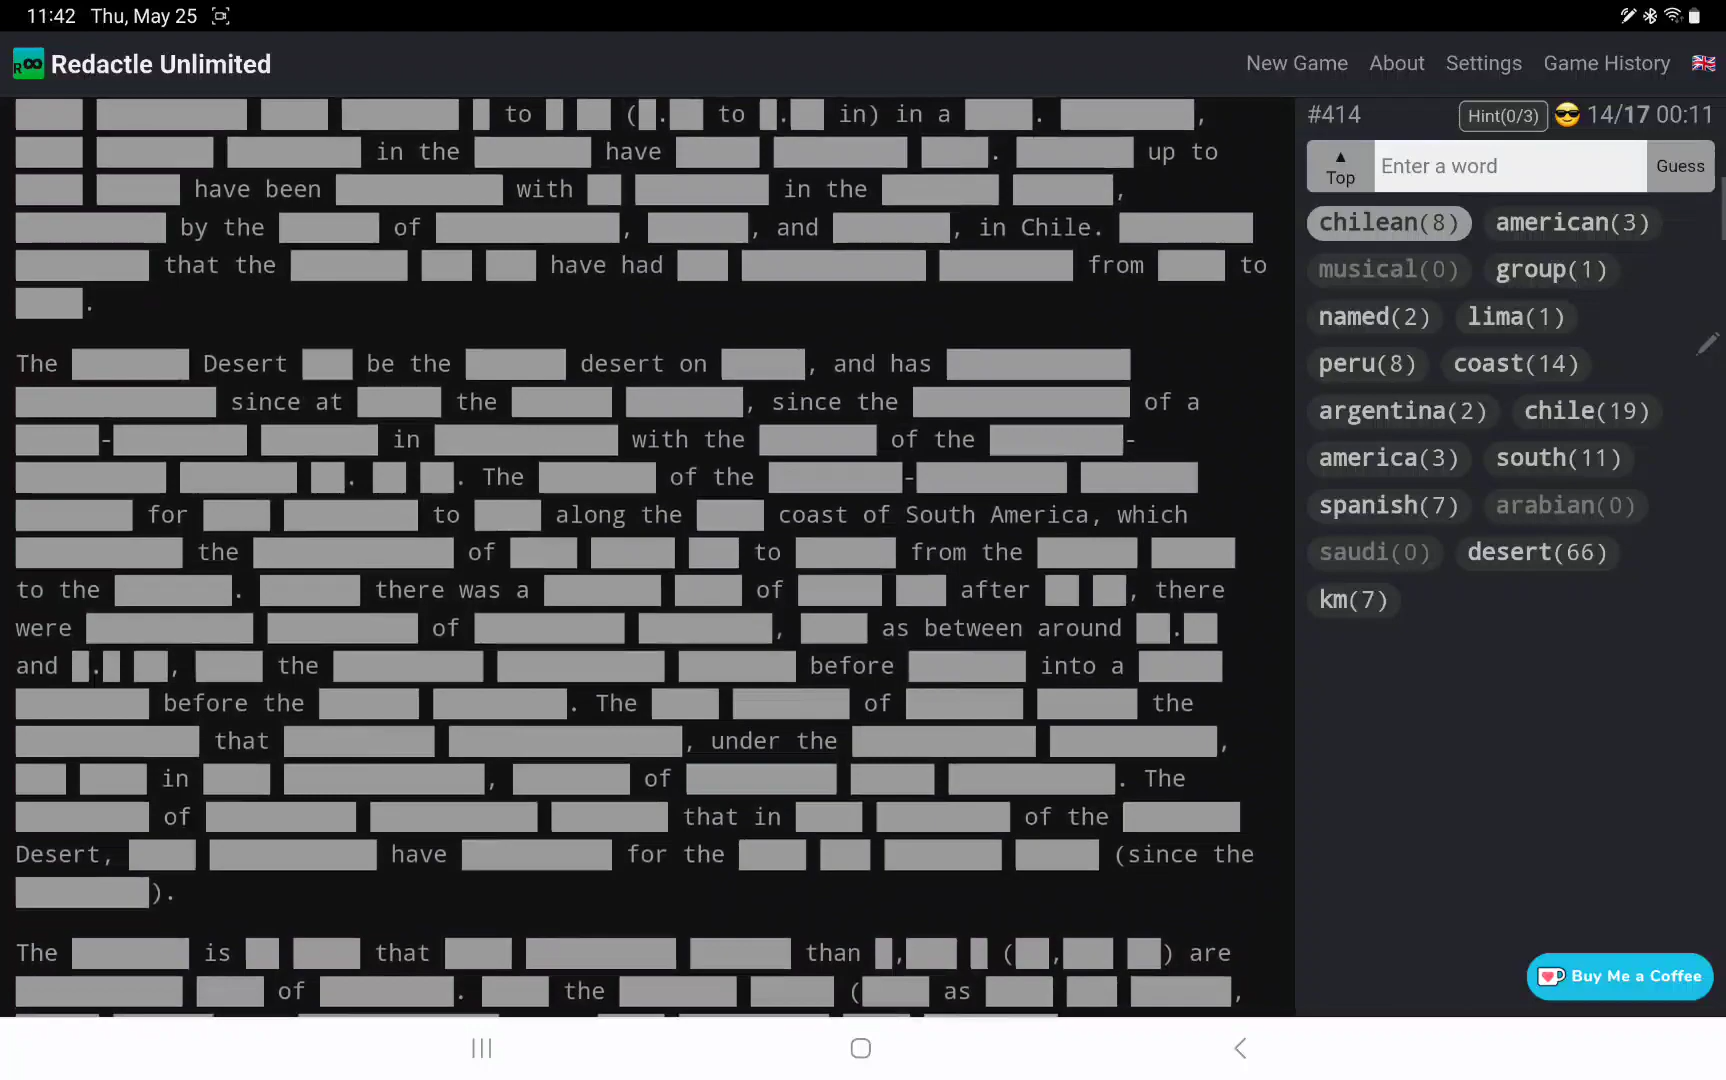 11:42 Thu, May 25
R∞ Redactle Unlimited
New Game About Settings Game History
to ( . to . in) in a . ,
in the have . up to
have been with in the ,
by the of , , and , in Chile.
that the have had from to
.
The Desert be the desert on , and has
since at the , since the of a
- in with the of the -
. . The of the -
for to along the coast of South America, which
the of to from the
to the . there was a of after , there
were of , as between around .
and . , the before into a
before the . The of the
that , under the ,
in , of . The
of that in of the
Desert, have for the (since the
).
The is that than , ( , ) are
of . the ( as ,
#414 Hint(0/3) 😎 14/17 00:11
▲ Top Enter a word Guess
chilean(8) american(3)
musical(0) group(1)
named(2) lima(1)
peru(8) coast(14)
argentina(2) chile(19)
america(3) south(11)
spanish(7) arabian(0)
saudi(0) desert(66)
km(7)
Buy Me a Coffee